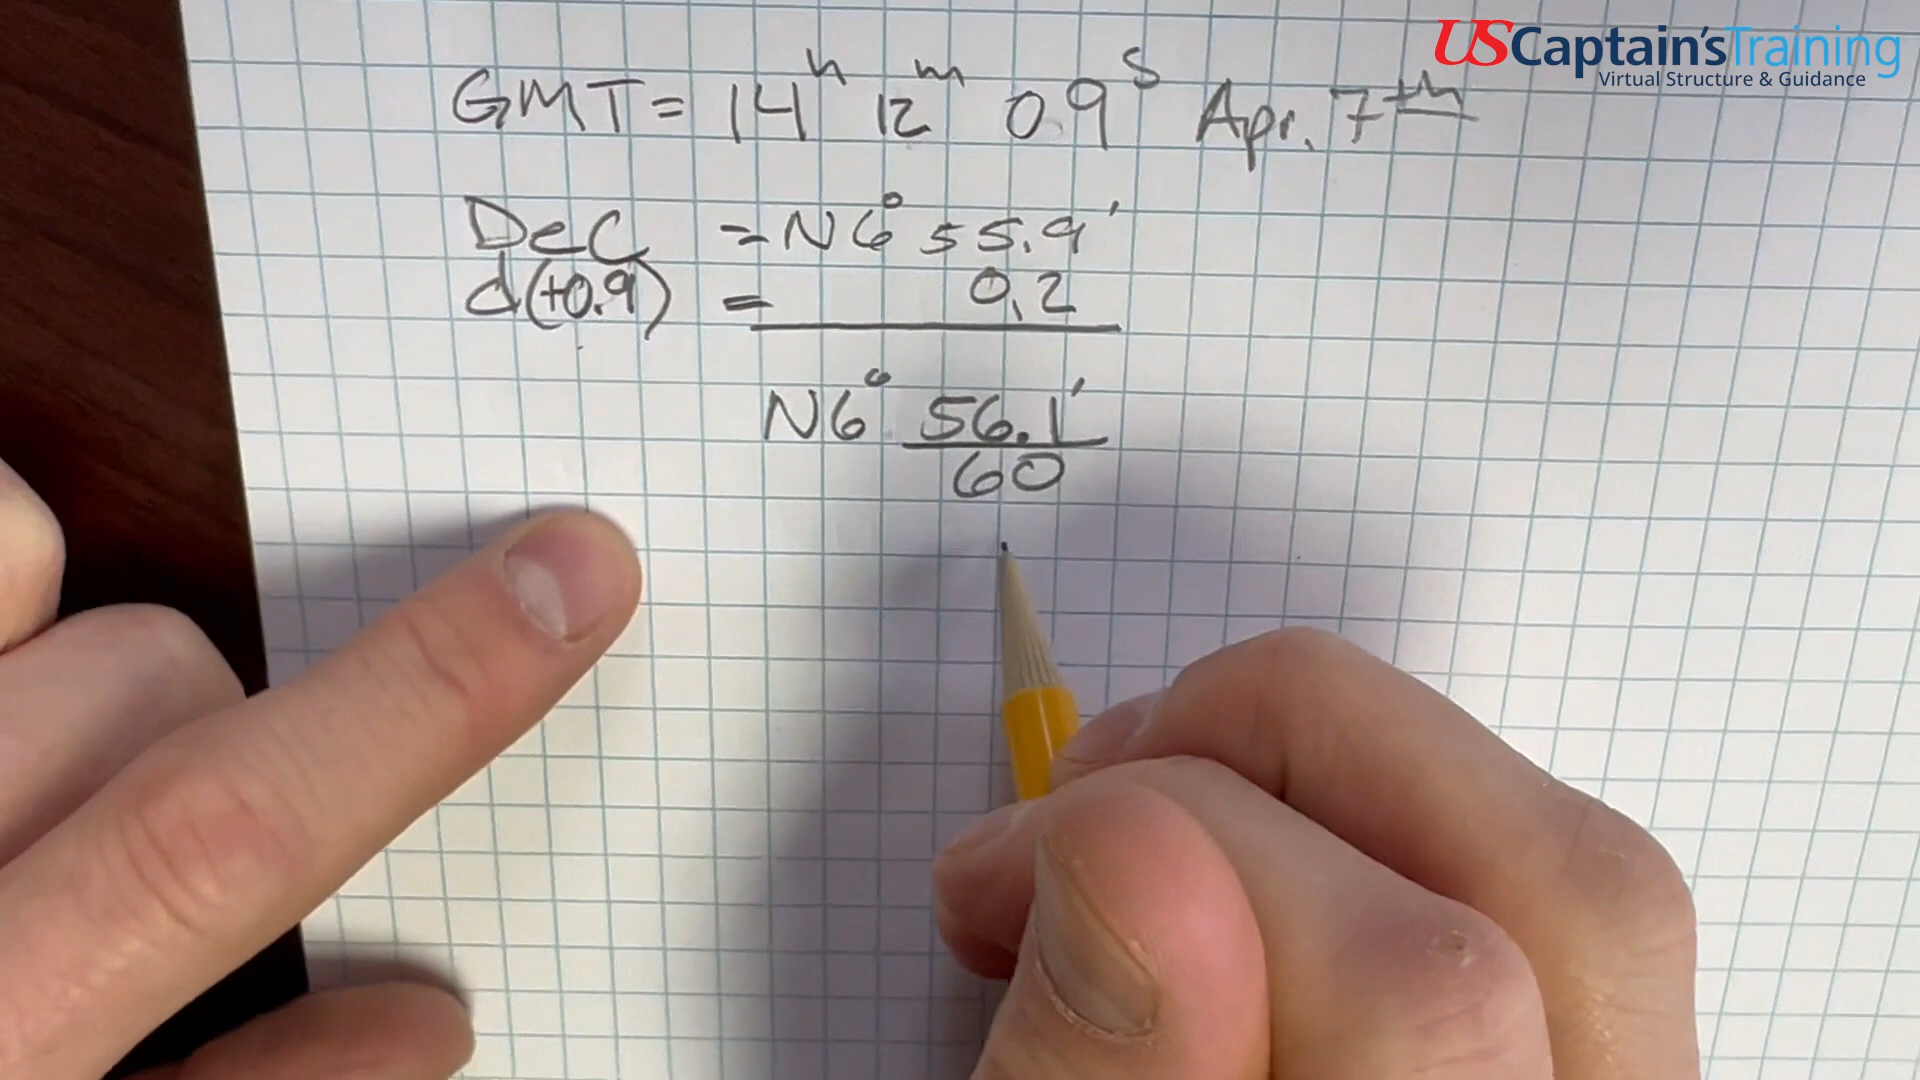 USCaptain'sTraining
Virtual Structure & Guidance
GMT = 14h 12m 09s Apr. 7th
Dec = N6° 55.9'
d(+0.9) = 0.2
N6° 56.1'
60